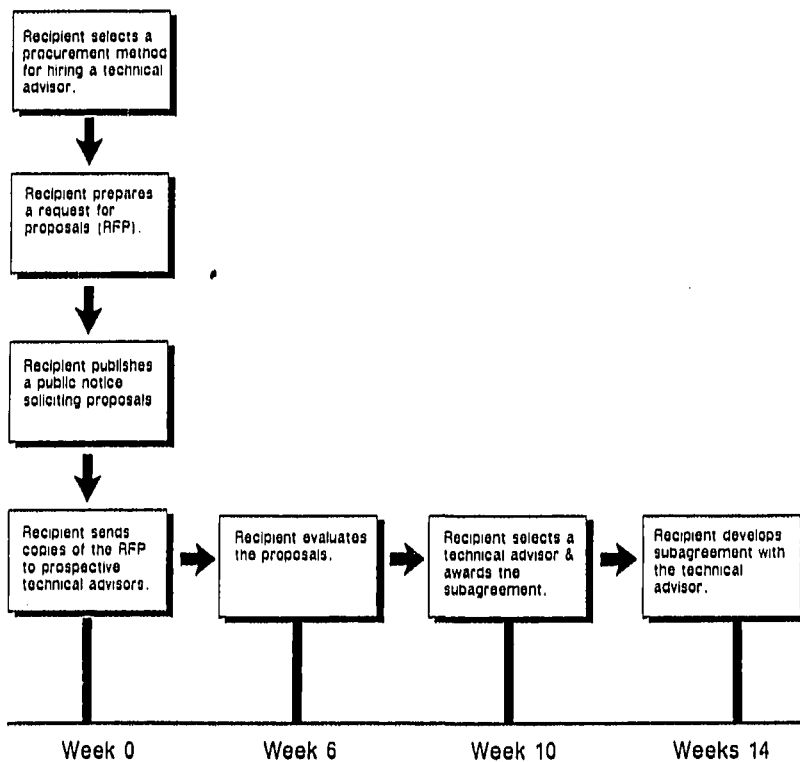 Recipient selects a
procurement method
for hiring a technical
advisor.
Recipient prepares
a request for
proposals (RFP).
Recipient publishes
a public notice
soliciting proposals
Recipient sends
copies of the RFP
to prospective
technical advisors.
Recipient evaluates
the proposals.
Recipient selects a
technical advisor &
awards the
subagreement.
Recipient develops
subagreement with
the technical
advisor.
Week 0
Week 6
Week 10
Weeks 14